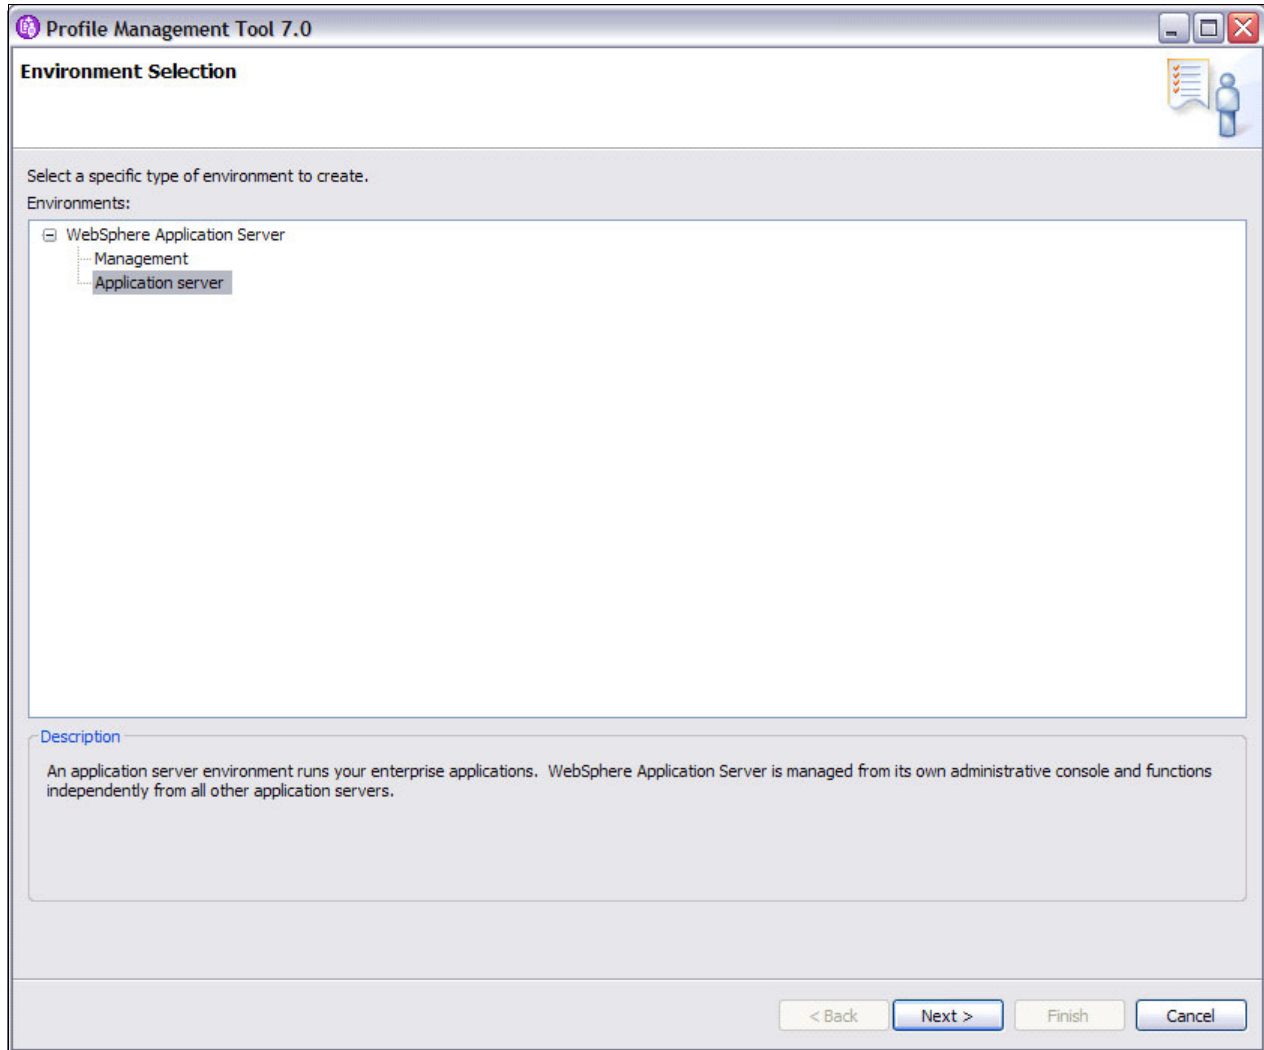 Profile Management Tool 7.0
Environment Selection
Select a specific type of environment to create.
Environments:
WebSphere Application Server
Management
Application server
Description
An application server environment runs your enterprise applications.  WebSphere Application Server is managed from its own administrative console and functions
independently from all other application servers.
< Back
Next >
Finish
Cancel